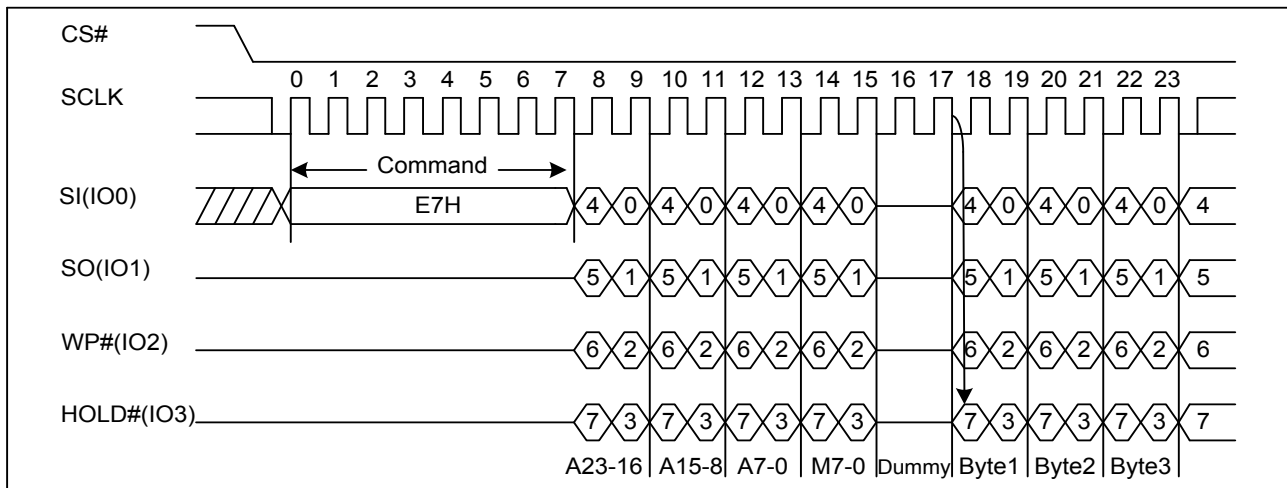 CS#
0 1 2 3 4 5 6 7 8 9 10 11 12 13 14 15 16 17 18 19 20 21 22 23
SCLK
Command
SI(IO0) E7H 4 0 4 0 4 0 4 0 4 0 4 0 4 0 4
SO(IO1) 5 1 5 1 5 1 5 1 5 1 5 1 5 1 5
WP#(IO2) 6 2 6 2 6 2 6 2 6 2 6 2 6 2 6
HOLD#(IO3) 7 3 7 3 7 3 7 3 7 3 7 3 7 3 7
A23-16 A15-8 A7-0 M7-0 Dummy Byte1 Byte2 Byte3